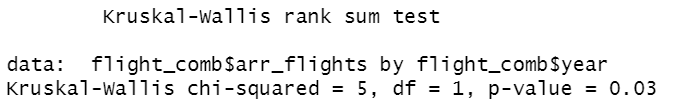 Kruskal-Wallis rank sum test
data:  flight_comb$arr_flights by flight_comb$year
Kruskal-Wallis chi-squared = 5, df = 1, p-value = 0.03